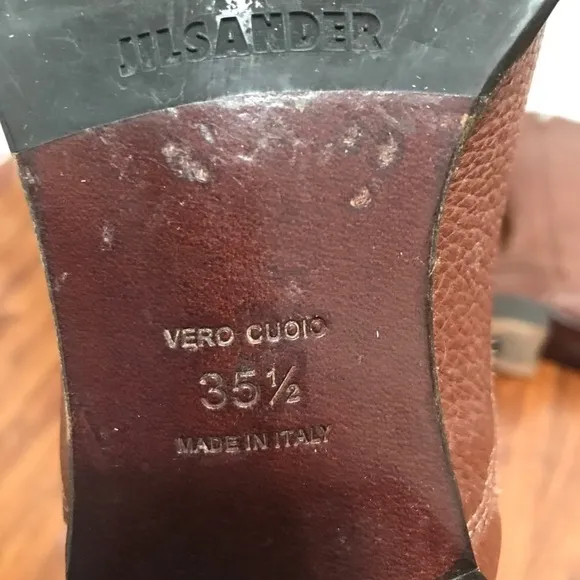 JILSANDER
VERO CUOIO
35½
MADE IN ITALY